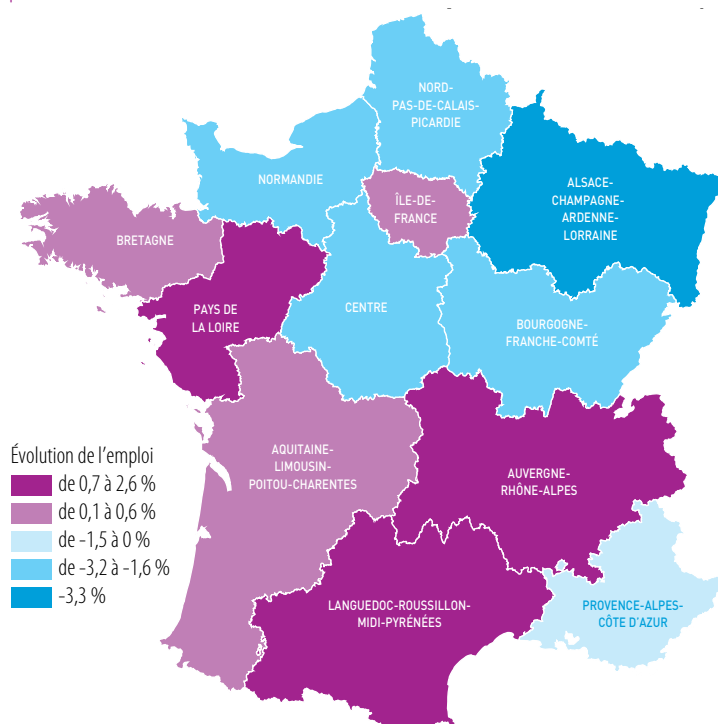 NORD-
PAS-DE-CALAIS-
PICARDIE
NORMANDIE
ÎLE-DE-
FRANCE
ALSACE-
CHAMPAGNE-
ARDENNE-
LORRAINE
BRETAGNE
PAYS DE
LA LOIRE
CENTRE
BOURGOGNE-
FRANCHE-COMTÉ
AQUITAINE-
LIMOUSIN-
POITOU-CHARENTES
AUVERGNE-
RHÔNE-ALPES
LANGUEDOC-ROUSSILLON-
MIDI-PYRÉNÉES
PROVENCE-ALPES-
CÔTE D'AZUR
Évolution de l'emploi
de 0,7 à 2,6 %
de 0,1 à 0,6 %
de -1,5 à 0 %
de -3,2 à -1,6 %
-3,3 %